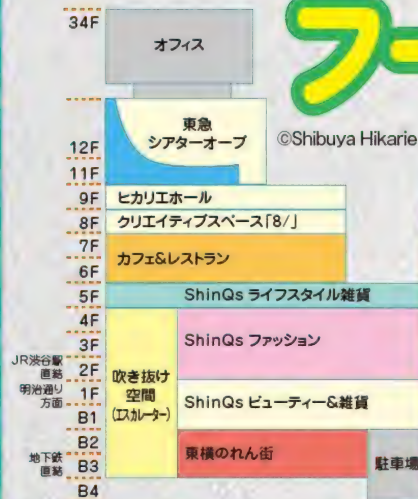 フー
©Shibuya Hikarie
34F
オフィス
東急
シアターオーブ
12F
11F
9F ヒカリエホール
8F クリエイティブスペース「8/」
7F
カフェ&レストラン
6F
5F ShinQs ライフスタイル雑貨
4F
3F ShinQs ファッション
JR渋谷駅
直結
2F
吹き抜け
空間
(エスカレーター)
明治通り
方面
1F
ShinQs ビューティー&雑貨
B1
B2
東横のれん街
駐車場
地下鉄
直結
B3
B4